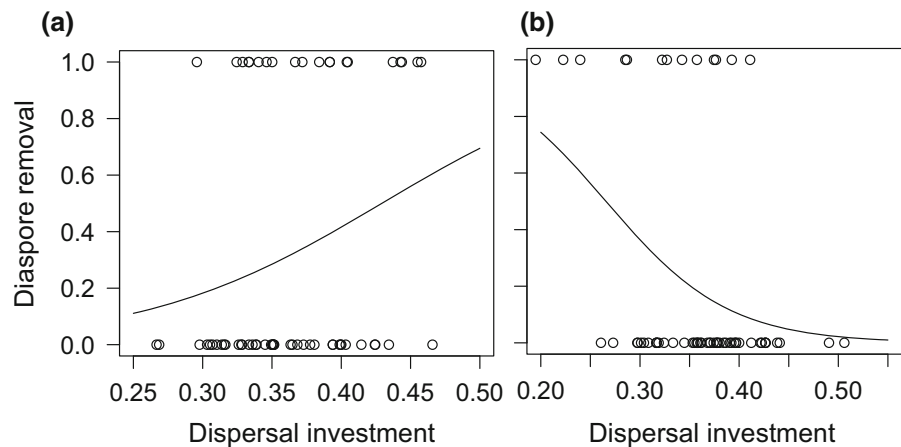 (a)
(b)
Diaspore removal
1.0
0.8
0.6
0.4
0.2
0.0
0.25 0.30 0.35 0.40 0.45 0.50
0.20 0.30 0.40 0.50
Dispersal investment
Dispersal investment